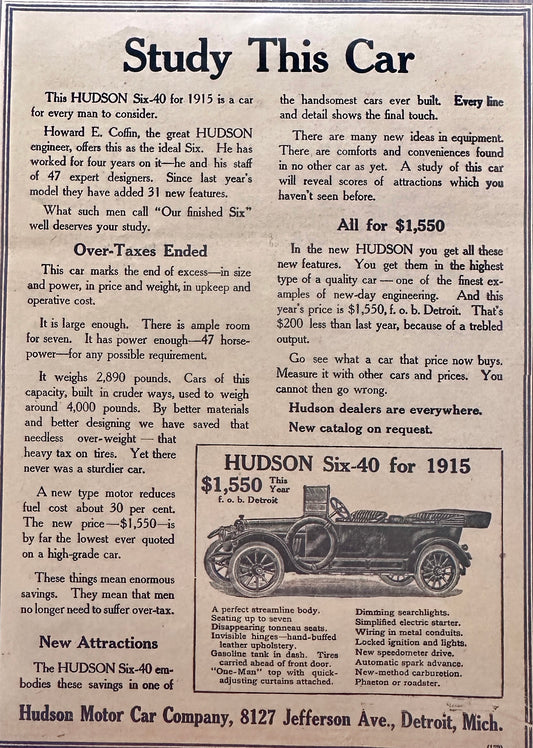 Study This Car
This HUDSON Six-40 for 1915 is a car
for every man to consider.
Howard E. Coffin, the great HUDSON
engineer, offers this as the ideal Six. He has
worked for four years on it—he and his staff
of 47 expert designers. Since last year's
model they have added 31 new features.
What such men call "Our finished Six"
well deserves your study.
Over-Taxes Ended
This car marks the end of excess—in size
and power, in price and weight, in upkeep and
operative cost.
It is large enough. There is ample room
for seven. It has power enough—47 horse-
power—for any possible requirement.
It weighs 2,890 pounds. Cars of this
capacity, built in cruder ways, used to weigh
around 4,000 pounds. By better materials
and better designing we have saved that
needless over-weight — that
heavy tax on tires. Yet there
never was a sturdier car.
A new type motor reduces
fuel cost about 30 per cent.
The new price—$1,550—is
by far the lowest ever quoted
on a high-grade car.
These things mean enormous
savings. They mean that men
no longer need to suffer over-tax.
New Attractions
The HUDSON Six-40 em-
bodies these savings in one of
the handsomest cars ever built. Every line
and detail shows the final touch.
There are many new ideas in equipment.
There are comforts and conveniences found
in no other car as yet. A study of this car
will reveal scores of attractions which you
haven't seen before.
All for $1,550
In the new HUDSON you get all these
new features. You get them in the highest
type of a quality car — one of the finest ex-
amples of new-day engineering. And this
year's price is $1,550, f. o. b. Detroit. That's
$200 less than last year, because of a trebled
output.
Go see what a car that price now buys.
Measure it with other cars and prices. You
cannot then go wrong.
Hudson dealers are everywhere.
New catalog on request.
HUDSON Six-40 for 1915
$1,550 This
Year
f. o. b. Detroit
A perfect streamline body.
Seating up to seven
Disappearing tonneau seats.
Invisible hinges—hand-buffed
leather upholstery.
Gasoline tank in dash. Tires
carried ahead of front door.
"One-Man" top with quick-
adjusting curtains attached.
Dimming searchlights.
Simplified electric starter.
Wiring in metal conduits.
Locked ignition and lights.
New speedometer drive.
Automatic spark advance.
New-method carburetion.
Phaeton or roadster.
Hudson Motor Car Company, 8127 Jefferson Ave., Detroit, Mich.